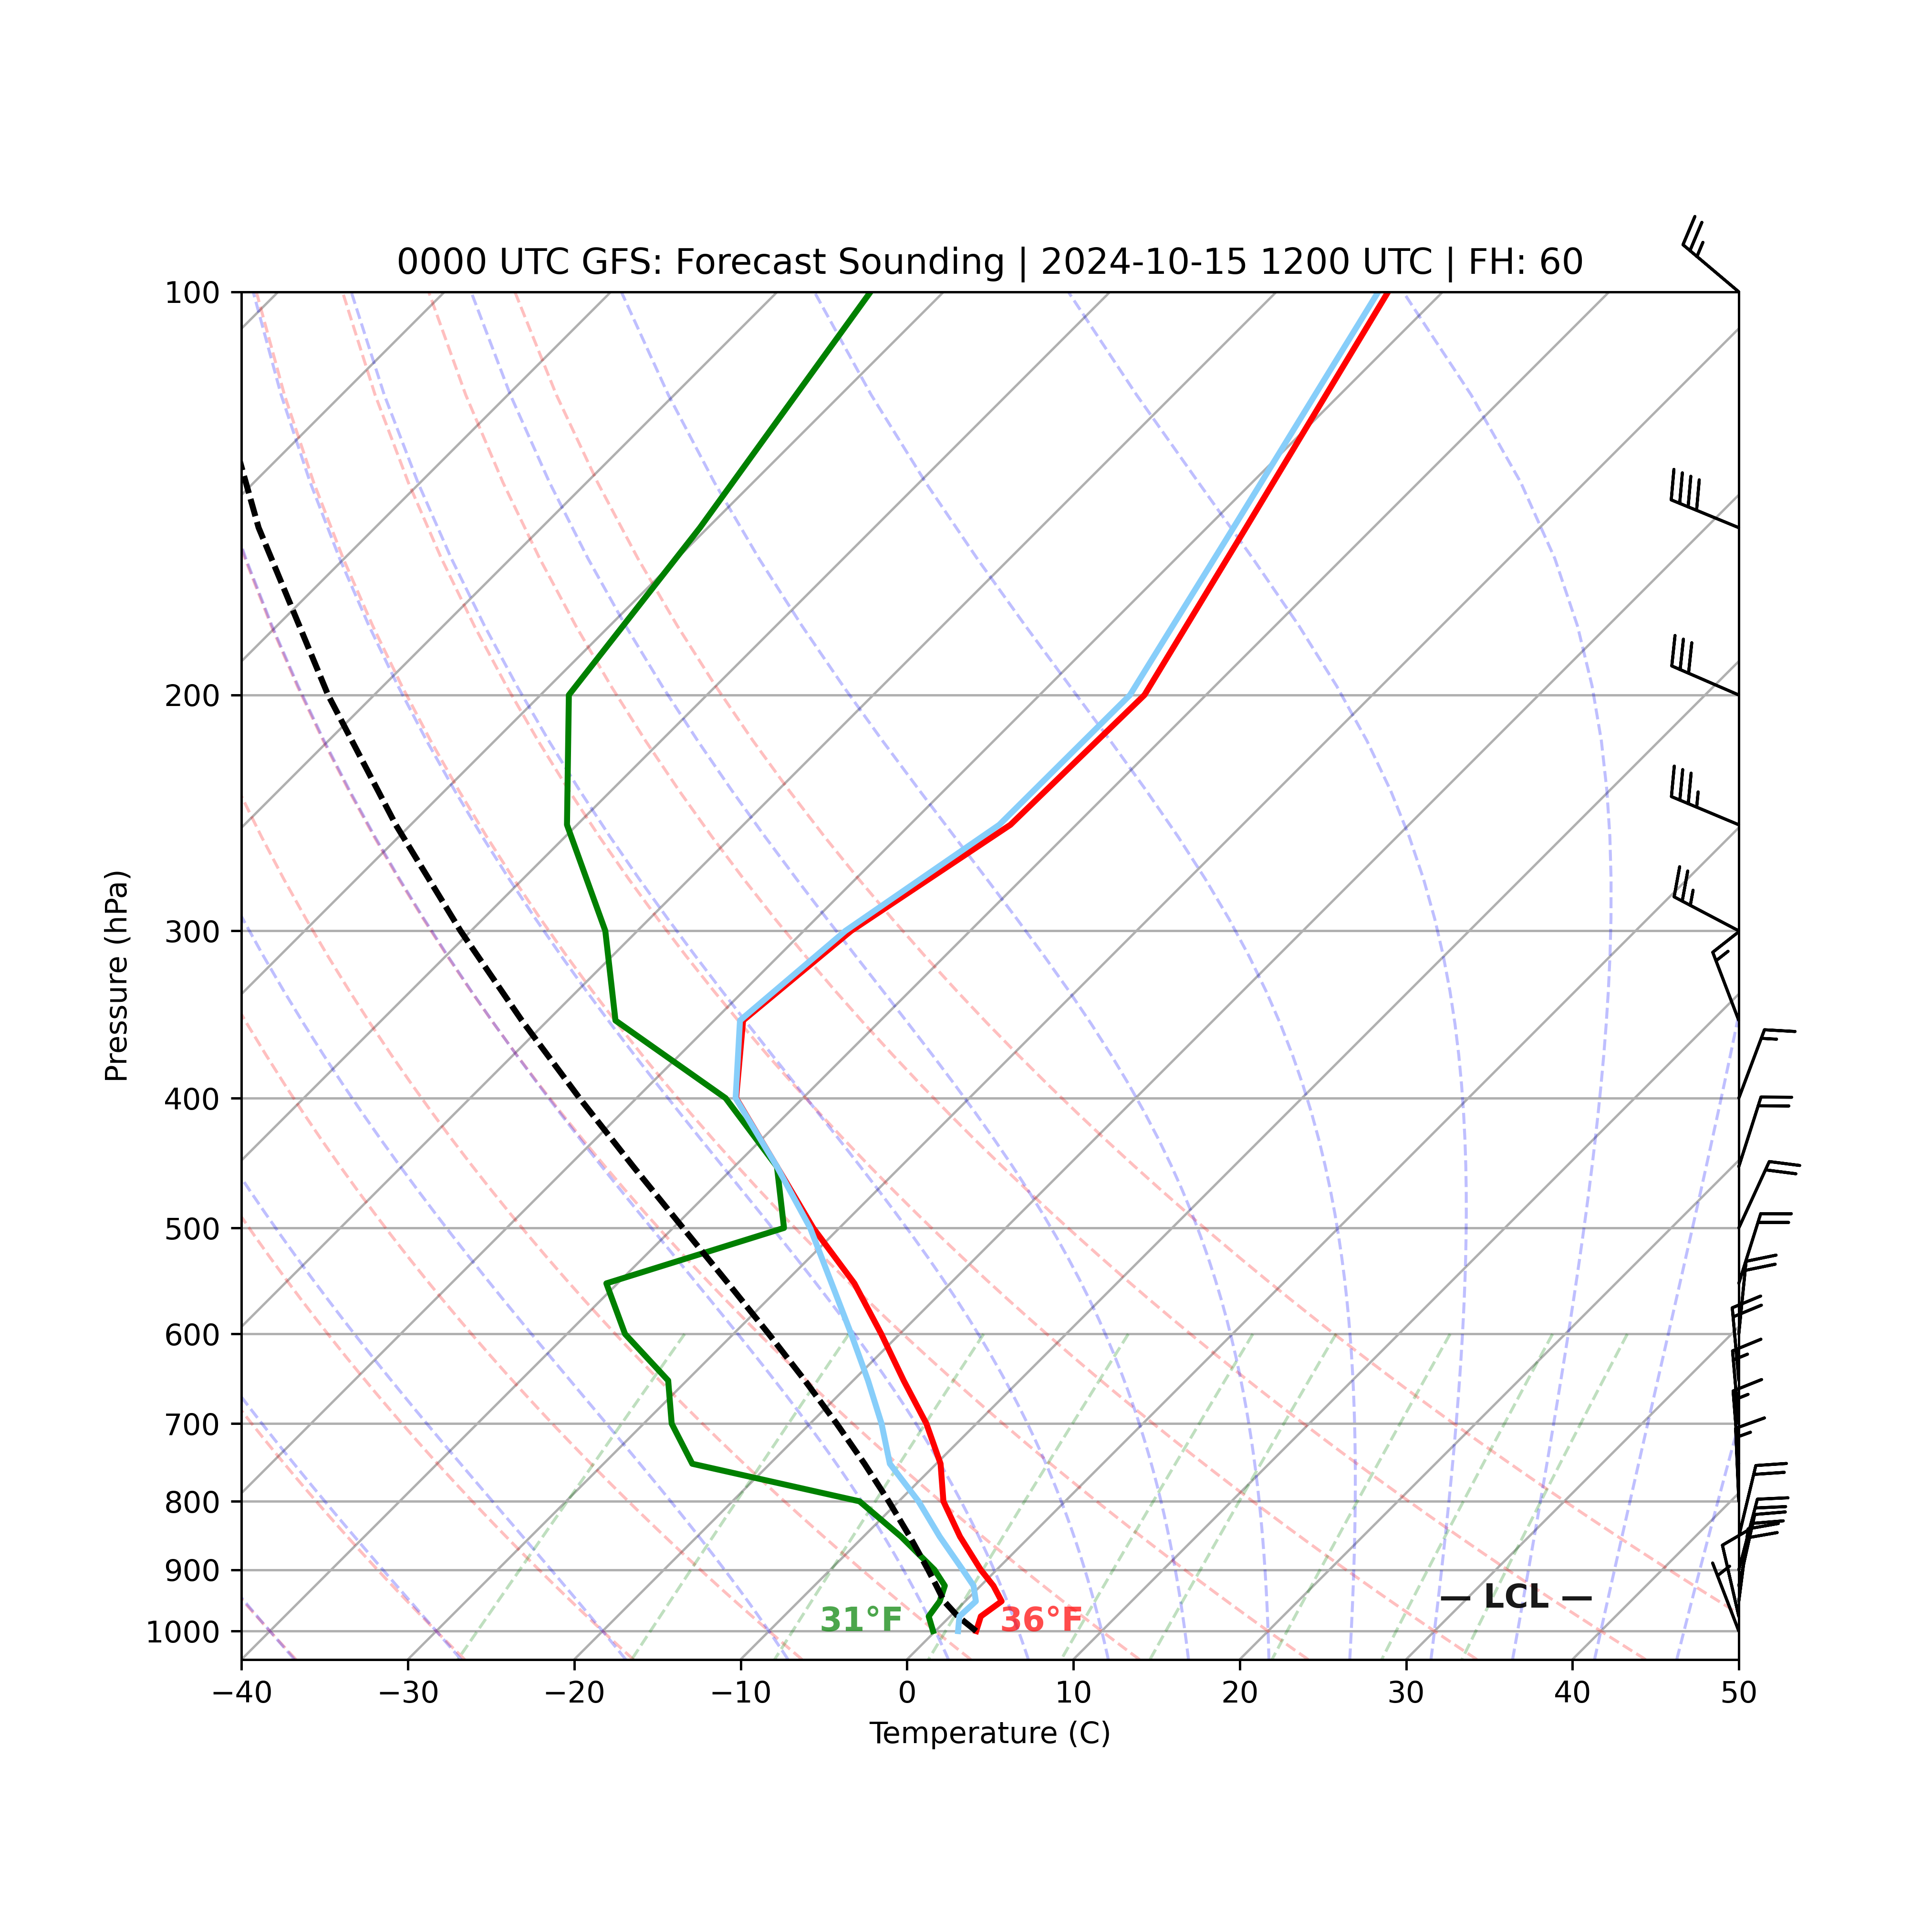 0000 UTC GFS: Forecast Sounding | 2024-10-15 1200 UTC | FH: 60
100
200
300
400
500
600
700
800
900
1000
Pressure (hPa)
31°F
36°F
— LCL —
−40 −30 −20 −10 0 10 20 30 40 50
Temperature (C)